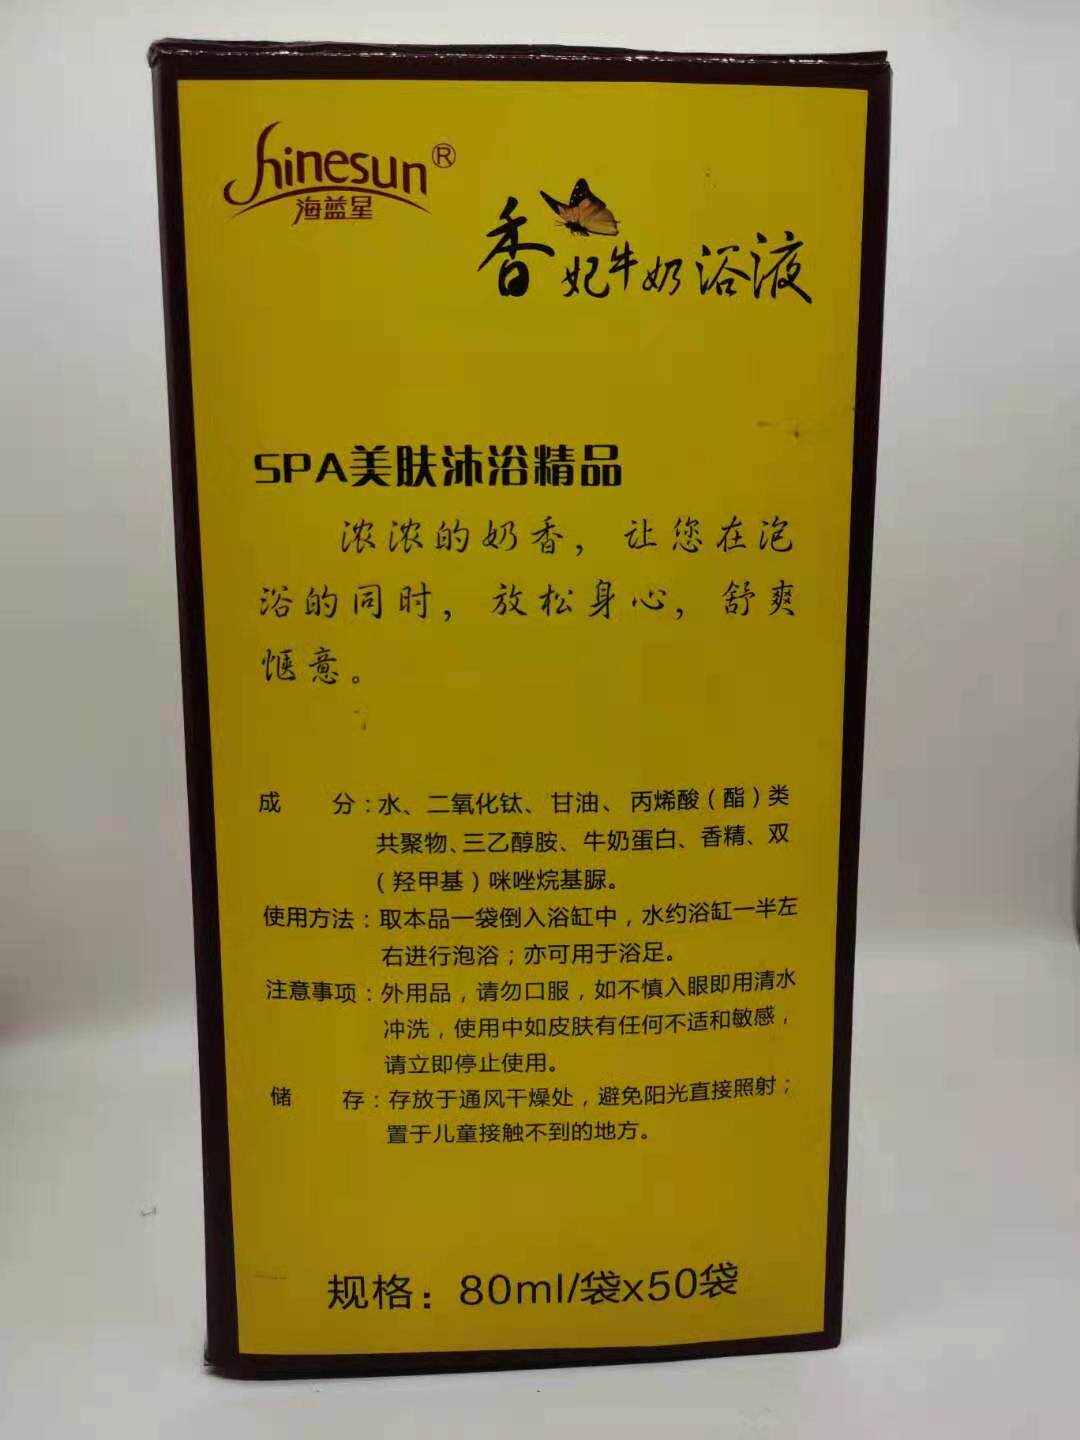 Shinesun®
海益星
香妃牛奶浴液
SPA美肤沐浴精品
浓浓的奶香，让您在泡
浴的同时，放松身心，舒爽
惬意。
成 分：水、二氧化钛、甘油、丙烯酸（酯）类
共聚物、三乙醇胺、牛奶蛋白、香精、双
（羟甲基）咪唑烷基脲。
使用方法：取本品一袋倒入浴缸中，水约浴缸一半左
右进行泡浴；亦可用于浴足。
注意事项：外用品，请勿口服，如不慎入眼即用清水
冲洗，使用中如皮肤有任何不适和敏感，
请立即停止使用。
储 存：存放于通风干燥处，避免阳光直接照射；
置于儿童接触不到的地方。
规格：80ml/袋x50袋